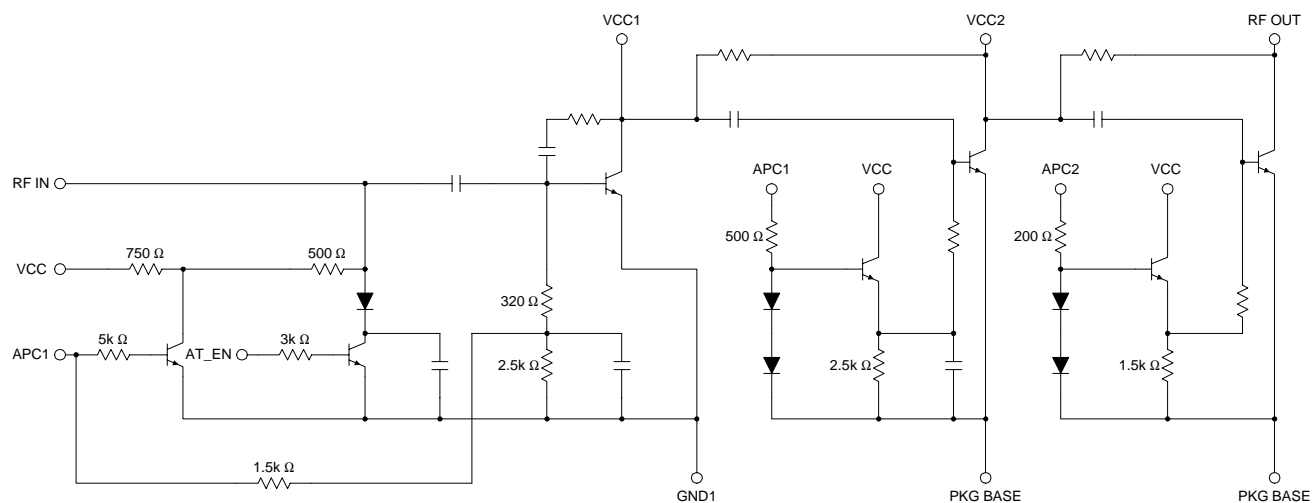 VCC1
VCC2
RF OUT
RF IN
APC1
VCC
APC2
VCC
750 Ω
500 Ω
500 Ω
200 Ω
VCC
320 Ω
5k Ω
3k Ω
APC1
AT_EN
2.5k Ω
2.5k Ω
1.5k Ω
1.5k Ω
GND1
PKG BASE
PKG BASE